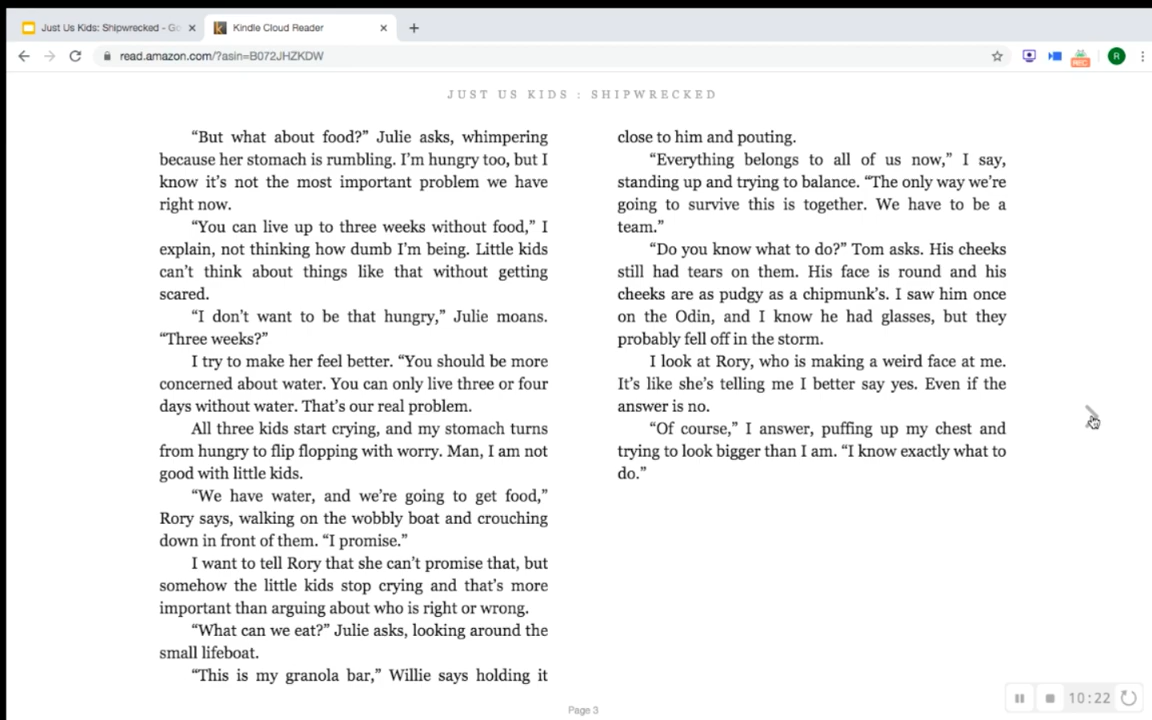 Just Us Kids: Shipwrecked - Go
Kindle Cloud Reader
read.amazon.com/?asin=B072JHZKDW
REC
R
JUST US KIDS : SHIPWRECKED
“But what about food?” Julie asks, whimpering
because her stomach is rumbling. I’m hungry too, but I
know it’s not the most important problem we have
right now.
“You can live up to three weeks without food,” I
explain, not thinking how dumb I’m being. Little kids
can’t think about things like that without getting
scared.
“I don’t want to be that hungry,” Julie moans.
“Three weeks?”
I try to make her feel better. “You should be more
concerned about water. You can only live three or four
days without water. That’s our real problem.
All three kids start crying, and my stomach turns
from hungry to flip flopping with worry. Man, I am not
good with little kids.
“We have water, and we’re going to get food,”
Rory says, walking on the wobbly boat and crouching
down in front of them. “I promise.”
I want to tell Rory that she can’t promise that, but
somehow the little kids stop crying and that’s more
important than arguing about who is right or wrong.
“What can we eat?” Julie asks, looking around the
small lifeboat.
“This is my granola bar,” Willie says holding it
close to him and pouting.
“Everything belongs to all of us now,” I say,
standing up and trying to balance. “The only way we’re
going to survive this is together. We have to be a
team.”
“Do you know what to do?” Tom asks. His cheeks
still had tears on them. His face is round and his
cheeks are as pudgy as a chipmunk’s. I saw him once
on the Odin, and I know he had glasses, but they
probably fell off in the storm.
I look at Rory, who is making a weird face at me.
It’s like she’s telling me I better say yes. Even if the
answer is no.
“Of course,” I answer, puffing up my chest and
trying to look bigger than I am. “I know exactly what to
do.”
10:22
Page 3